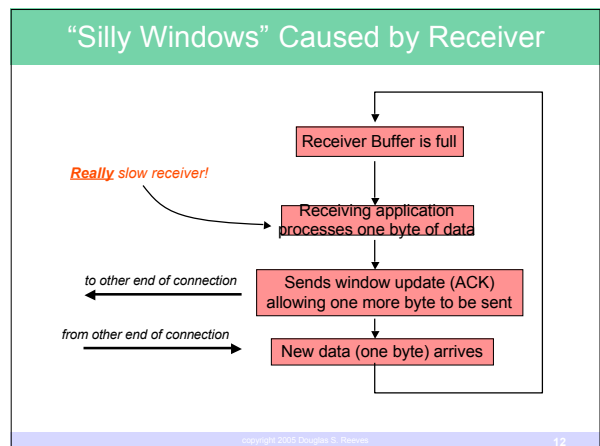 “Silly Windows” Caused by Receiver
Receiver Buffer is full
Really slow receiver!
Receiving application
processes one byte of data
to other end of connection
Sends window update (ACK)
allowing one more byte to be sent
from other end of connection
New data (one byte) arrives
copyright 2005 Douglas S. Reeves
12